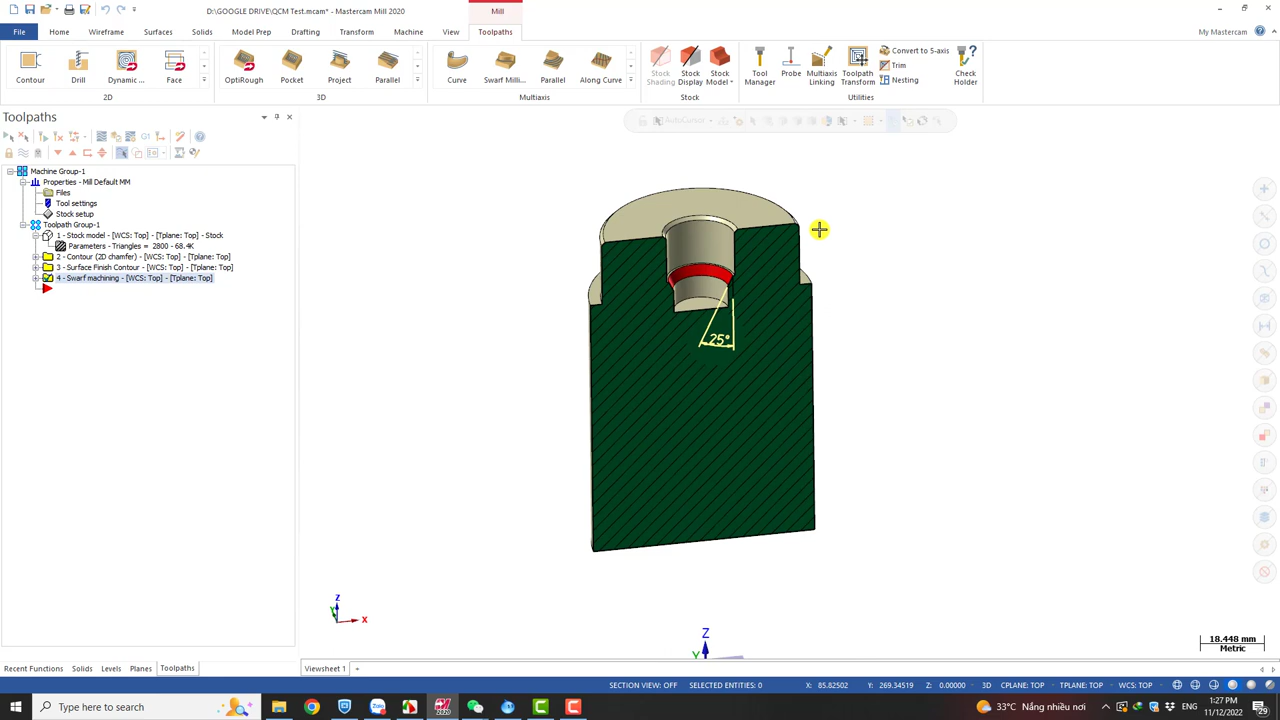 D:\GOOGLE DRIVE\QCM Test.mcam* - Mastercam Mill 2020
Mill
File Home Wireframe Surfaces Solids Model Prep Drafting Transform Machine View Toolpaths
My Mastercam
Contour Drill Dynamic ... Face
2D
OptiRough Pocket Project Parallel
3D
Curve Swarf Milli... Parallel Along Curve
Multiaxis
Stock Shading Stock Display Stock Model
Stock
Tool Manager Probe Multiaxis Linking Toolpath Transform
Convert to 5-axis
Trim
Nesting
Check Holder
Utilities
Toolpaths
AutoCursor
G1
Machine Group-1
Properties - Mill Default MM
Files
Tool settings
Stock setup
Toolpath Group-1
1 - Stock model - [WCS: Top] - [Tplane: Top] - Stock
Parameters - Triangles = 2800 - 68.4K
2 - Contour (2D chamfer) - [WCS: Top] - [Tplane: Top]
3 - Surface Finish Contour - [WCS: Top] - [Tplane: Top]
4 - Swarf machining - [WCS: Top] - [Tplane: Top]
25°
Z
Y
X
Z
Y
18.448 mm
Metric
Recent Functions Solids Levels Planes Toolpaths
Viewsheet 1 +
SECTION VIEW: OFF SELECTED ENTITIES: 0 X: 85.82502 Y: 269.34519 Z: 0.00000 3D CPLANE: TOP TPLANE: TOP WCS: TOP
Type here to search
33°C Nắng nhiều nơi
1:27 PM
11/12/2022